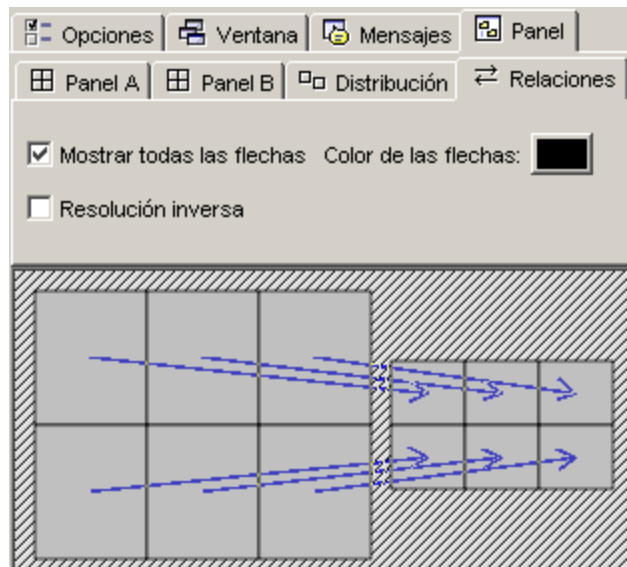 Opciones Ventana Mensajes Panel
Panel A Panel B Distribución Relaciones
Mostrar todas las flechas Color de las flechas:
Resolución inversa